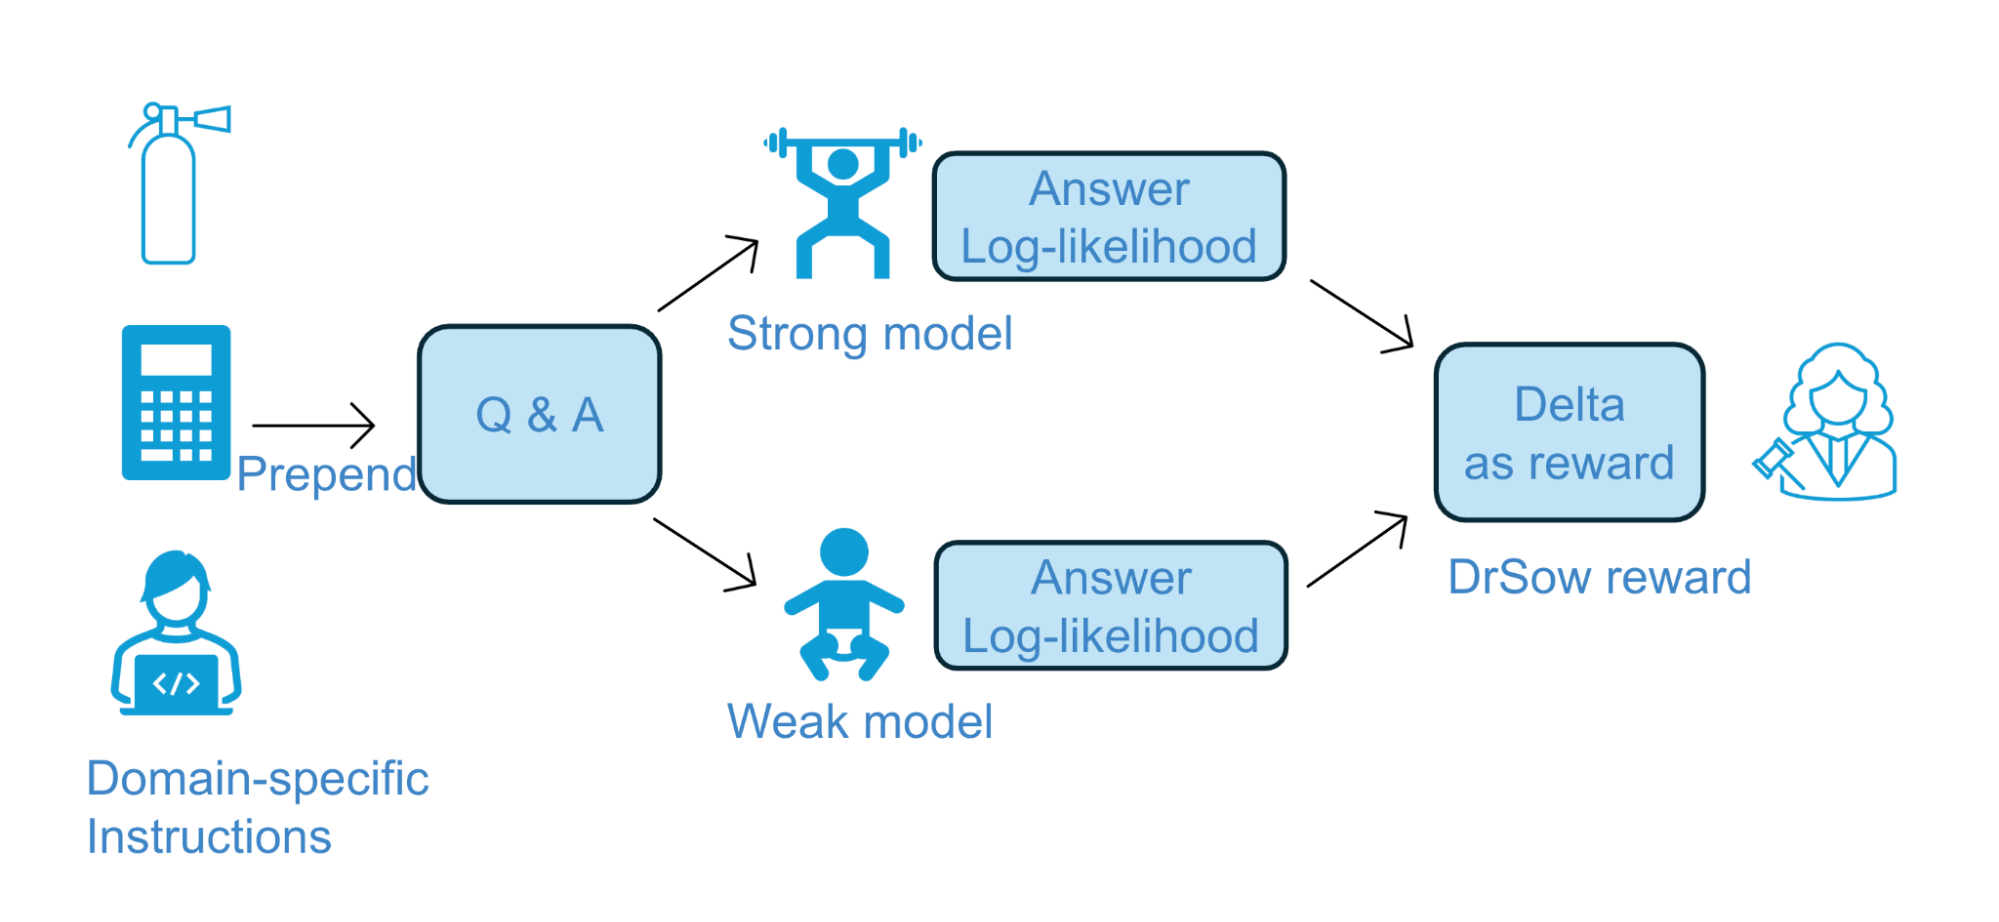 Answer
Log-likelihood
Strong model
Q & A
Prepend
Delta
as reward
DrSow reward
Answer
Log-likelihood
Weak model
</>
Domain-specific
Instructions